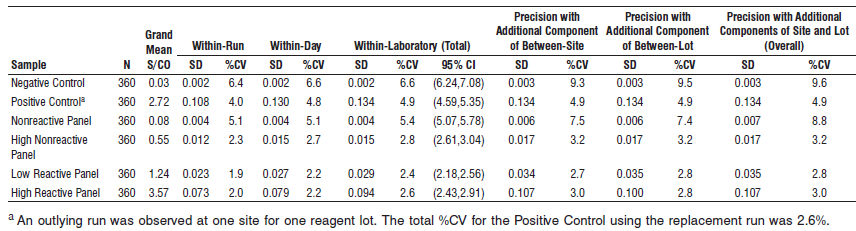 Precision with Precision with Precision with Additional
Grand Additional Component Additional Component Components of Site and Lot
Mean Within-Run Within-Day Within-Laboratory (Total) of Between-Site of Between-Lot (Overall)
Sample N S/CO SD %CV SD %CV SD %CV 95% CI SD %CV SD %CV SD %CV
Negative Control 360 0.03 0.002 6.4 0.002 6.6 0.002 6.6 (6.24,7.08) 0.003 9.3 0.003 9.5 0.003 9.6
Positive Controlª 360 2.72 0.108 4.0 0.130 4.8 0.134 4.9 (4.59,5.35) 0.134 4.9 0.134 4.9 0.134 4.9
Nonreactive Panel 360 0.08 0.004 5.1 0.004 5.1 0.004 5.4 (5.07,5.78) 0.006 7.5 0.006 7.4 0.007 8.8
High Nonreactive 360 0.55 0.012 2.3 0.015 2.7 0.015 2.8 (2.61,3.04) 0.017 3.2 0.017 3.2 0.017 3.2
Panel
Low Reactive Panel 360 1.24 0.023 1.9 0.027 2.2 0.029 2.4 (2.18,2.56) 0.034 2.7 0.035 2.8 0.035 2.8
High Reactive Panel 360 3.57 0.073 2.0 0.079 2.2 0.094 2.6 (2.43,2.91) 0.107 3.0 0.100 2.8 0.107 3.0
ª An outlying run was observed at one site for one reagent lot. The total %CV for the Positive Control using the replacement run was 2.6%.